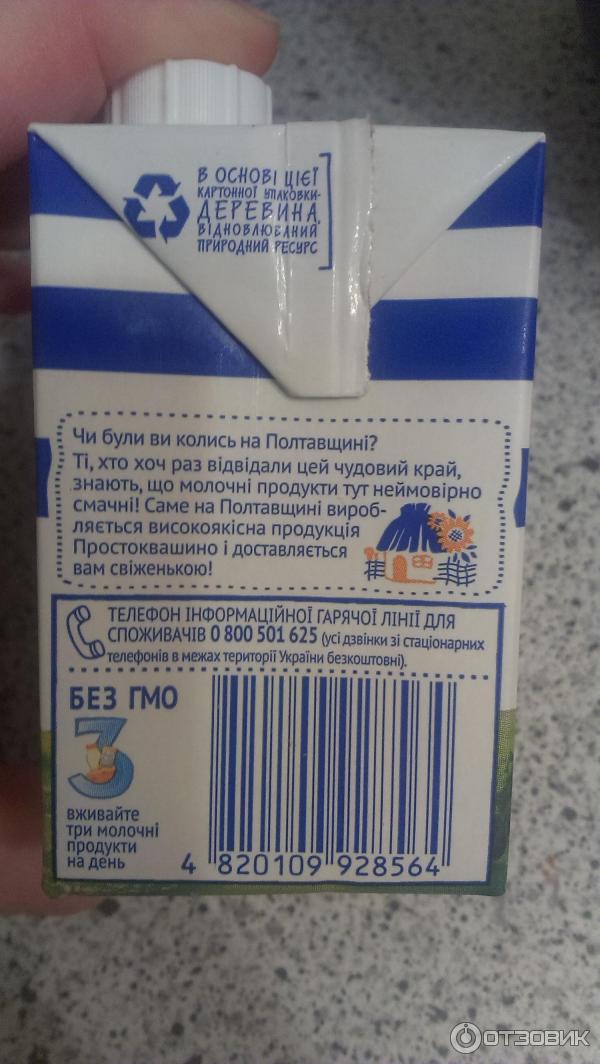 В ОСНОВІ ЦІЄЇ
КАРТОННОЇ УПАКОВКИ-
ДЕРЕВИНА,
ВІДНОВЛЮВАНИЙ
ПРИРОДНИЙ РЕСУРС
Чи були ви колись на Полтавщині?
Ті, хто хоч раз відвідали цей чудовий край,
знають, що молочні продукти тут неймовірно
смачні! Саме на Полтавщині вироб-
ляється високоякісна продукція
Простоквашино і доставляється
вам свіженькою!
ТЕЛЕФОН ІНФОРМАЦІЙНОЇ ГАРЯЧОЇ ЛІНІЇ ДЛЯ
СПОЖИВАЧІВ 0 800 501 625 (усі дзвінки зі стаціонарних
телефонів в межах території України безкоштовні).
БЕЗ ГМО
3
вживайте
три молочні
продукти
на день
4 820109 928564
ОТЗОВИК